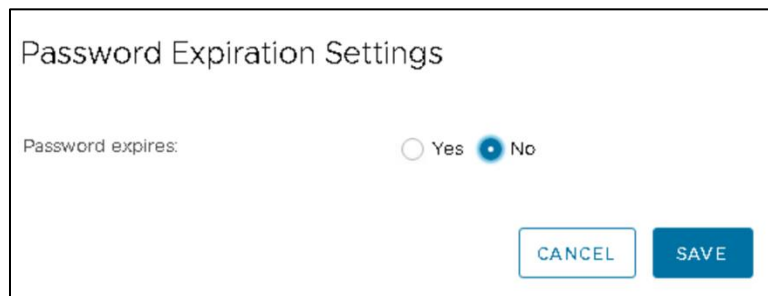 Password Expiration Settings
Password expires: Yes No
CANCEL SAVE